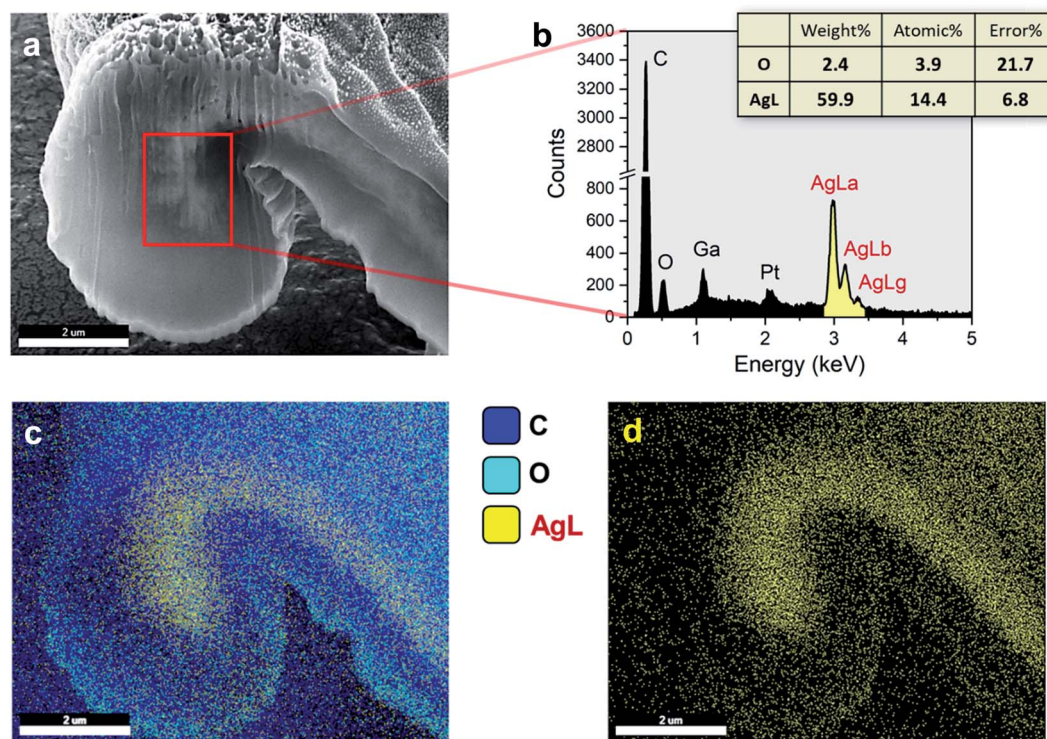 a
2 um
b
Weight% Atomic% Error%
O 2.4 3.9 21.7
AgL 59.9 14.4 6.8
3600
3400
3200
3000
2800
800
600
400
200
0
Counts
C
O
Ga
Pt
AgLa
AgLb
AgLg
0 1 2 3 4 5
Energy (keV)
c
2 um
C
O
AgL
d
2 um